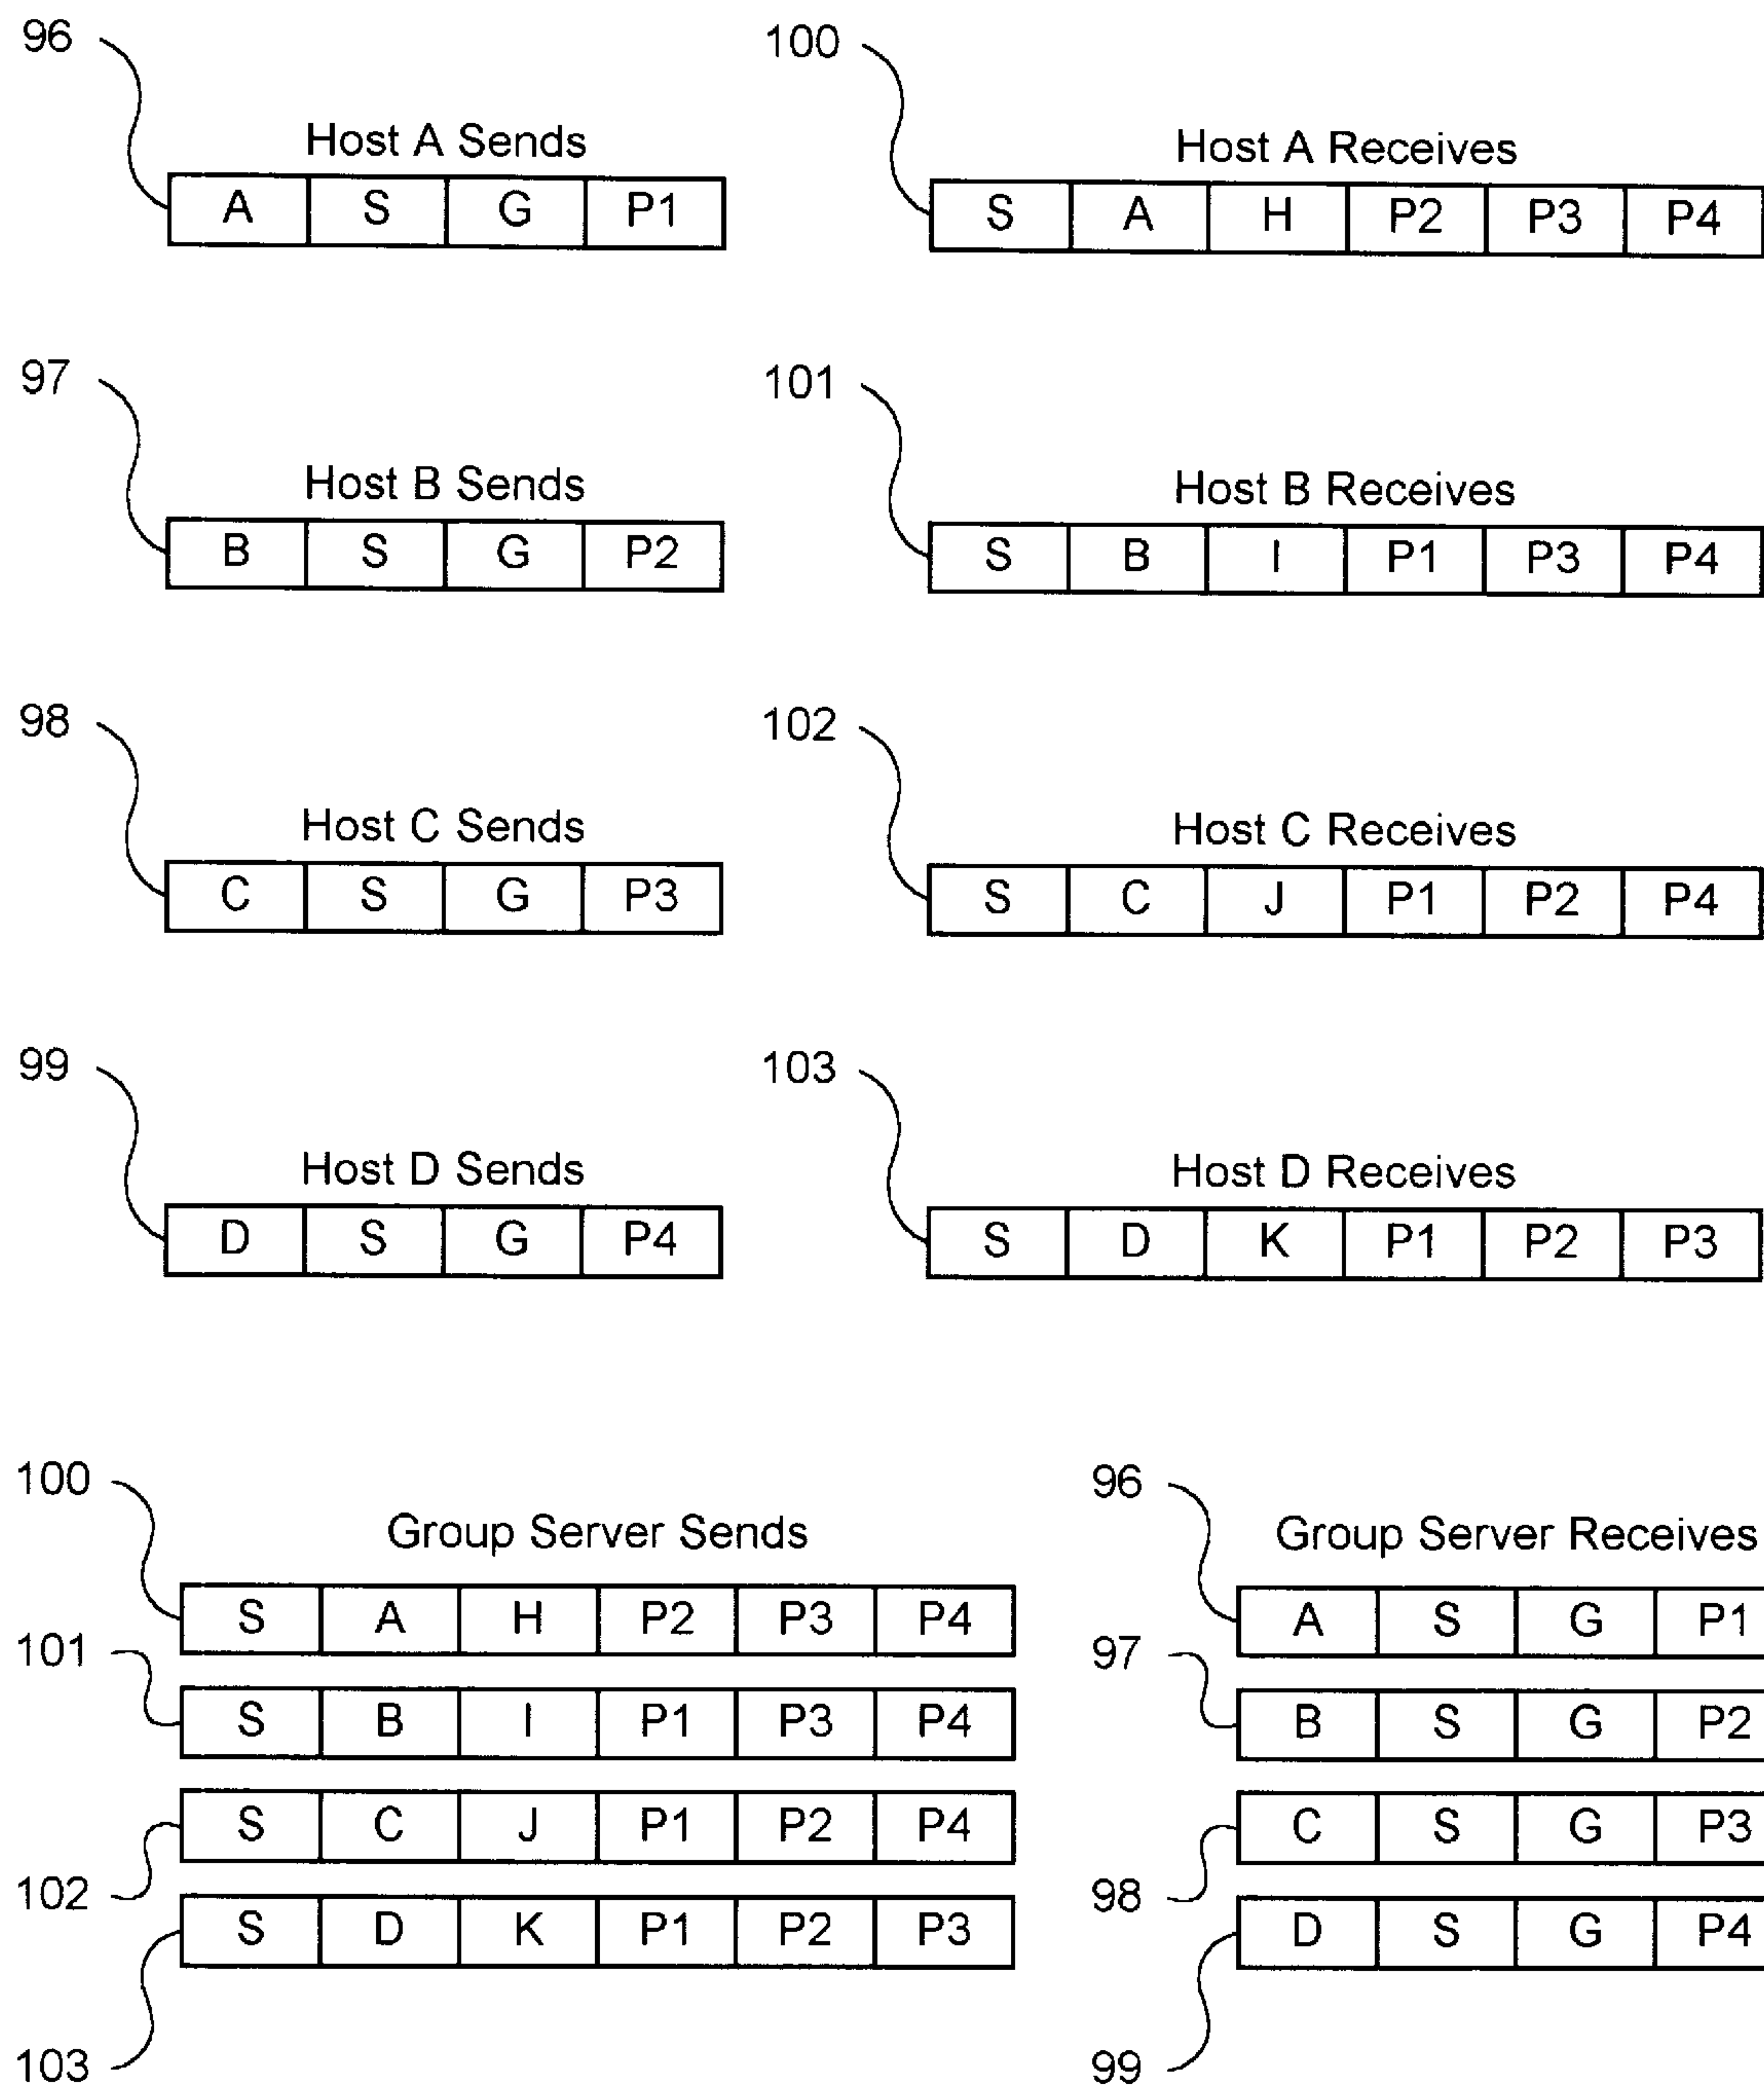 96
100
Host A Sends
Host A Receives
A S G P1
S A H P2 P3 P4
97
101
Host B Sends
Host B Receives
B S G P2
S B I P1 P3 P4
98
102
Host C Sends
Host C Receives
C S G P3
S C J P1 P2 P4
99
103
Host D Sends
Host D Receives
D S G P4
S D K P1 P2 P3
100
96
Group Server Sends
Group Server Receives
S A H P2 P3 P4
A S G P1
101
97
S B I P1 P3 P4
B S G P2
S C J P1 P2 P4
C S G P3
102
98
S D K P1 P2 P3
D S G P4
103
99